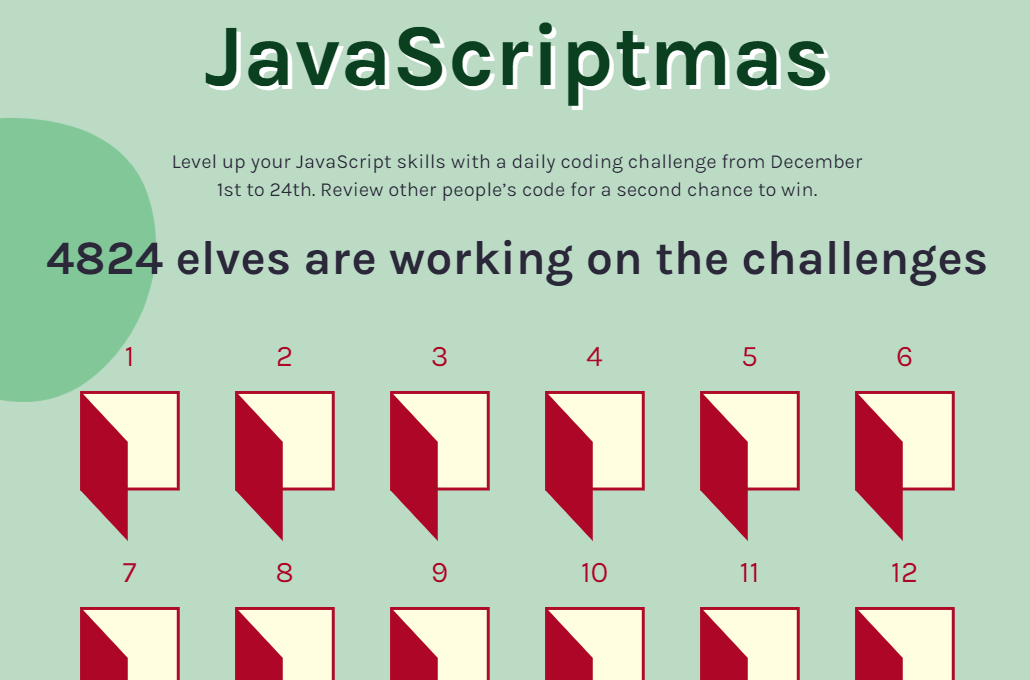 JavaScriptmas
Level up your JavaScript skills with a daily coding challenge from December
1st to 24th. Review other people’s code for a second chance to win.
4824 elves are working on the challenges
1 2 3 4 5 6
7 8 9 10 11 12